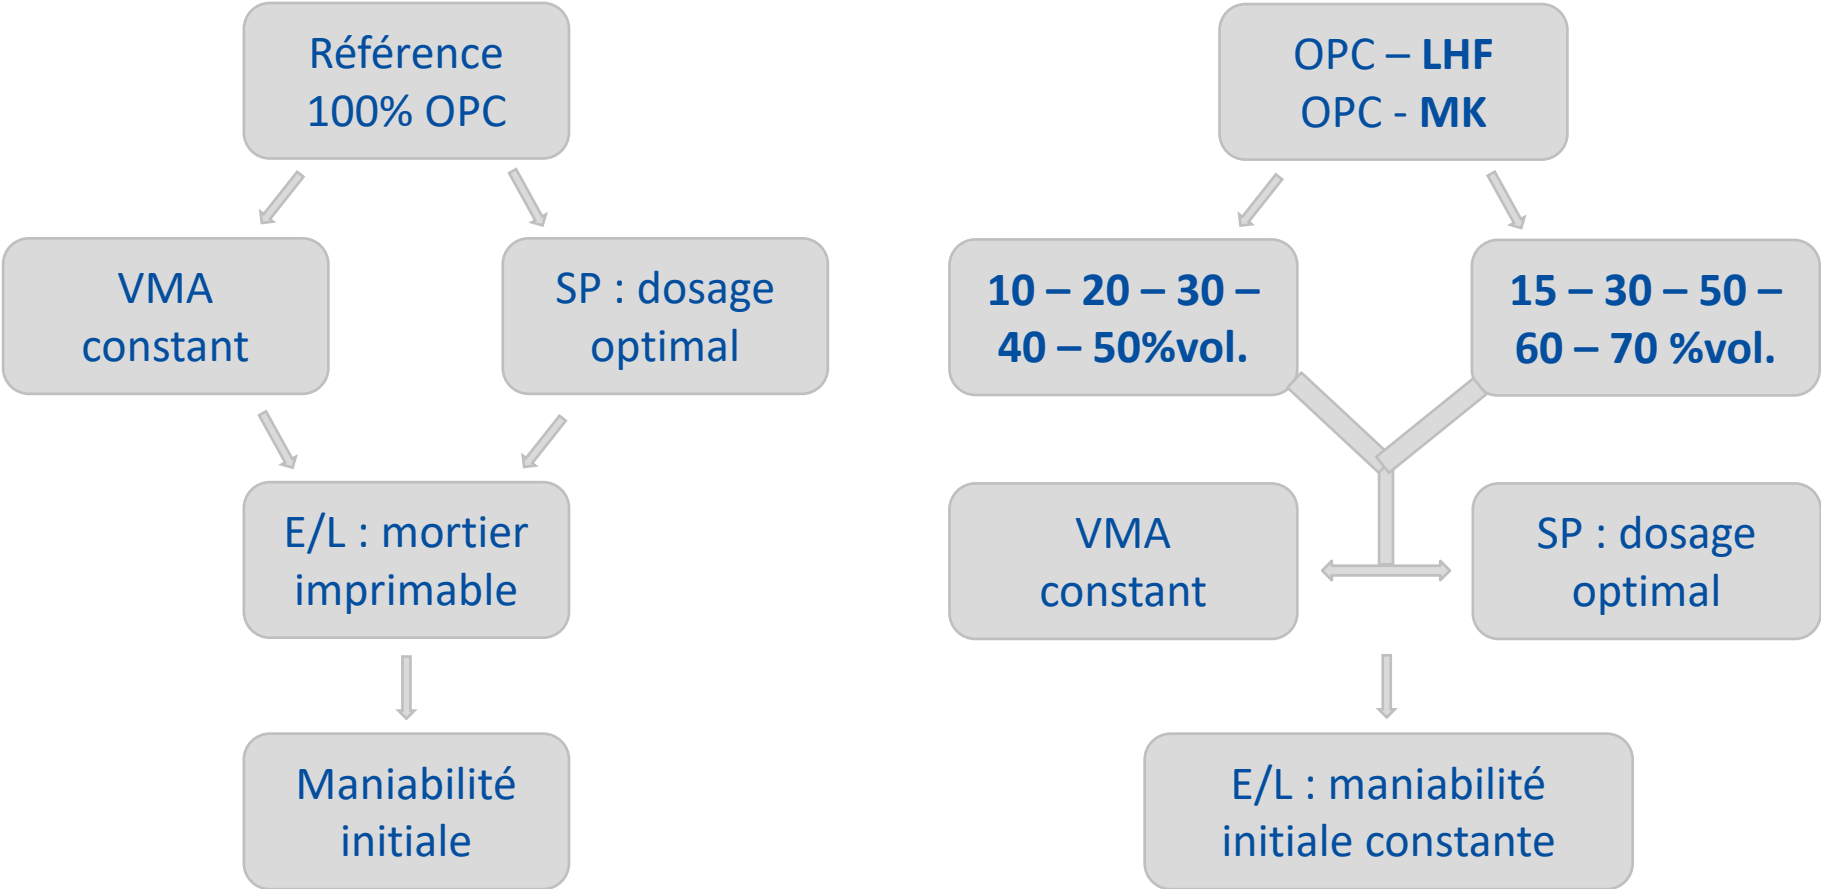 Référence
100% OPC
VMA
constant
SP : dosage
optimal
E/L : mortier
imprimable
Maniabilité
initiale
OPC – LHF
OPC - MK
10 – 20 – 30 –
40 – 50%vol.
15 – 30 – 50 –
60 – 70 %vol.
VMA
constant
SP : dosage
optimal
E/L : maniabilité
initiale constante